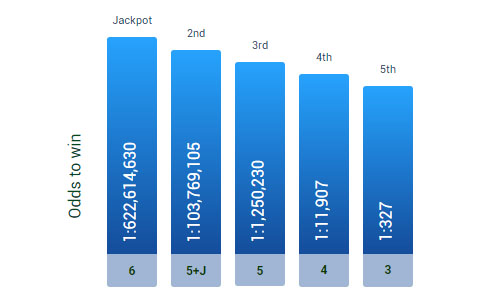 Jackpot
2nd
3rd
4th
5th
Odds to win
1:622,614,630
1:103,769,105
1:1,250,230
1:11,907
1:327
6
5+J
5
4
3